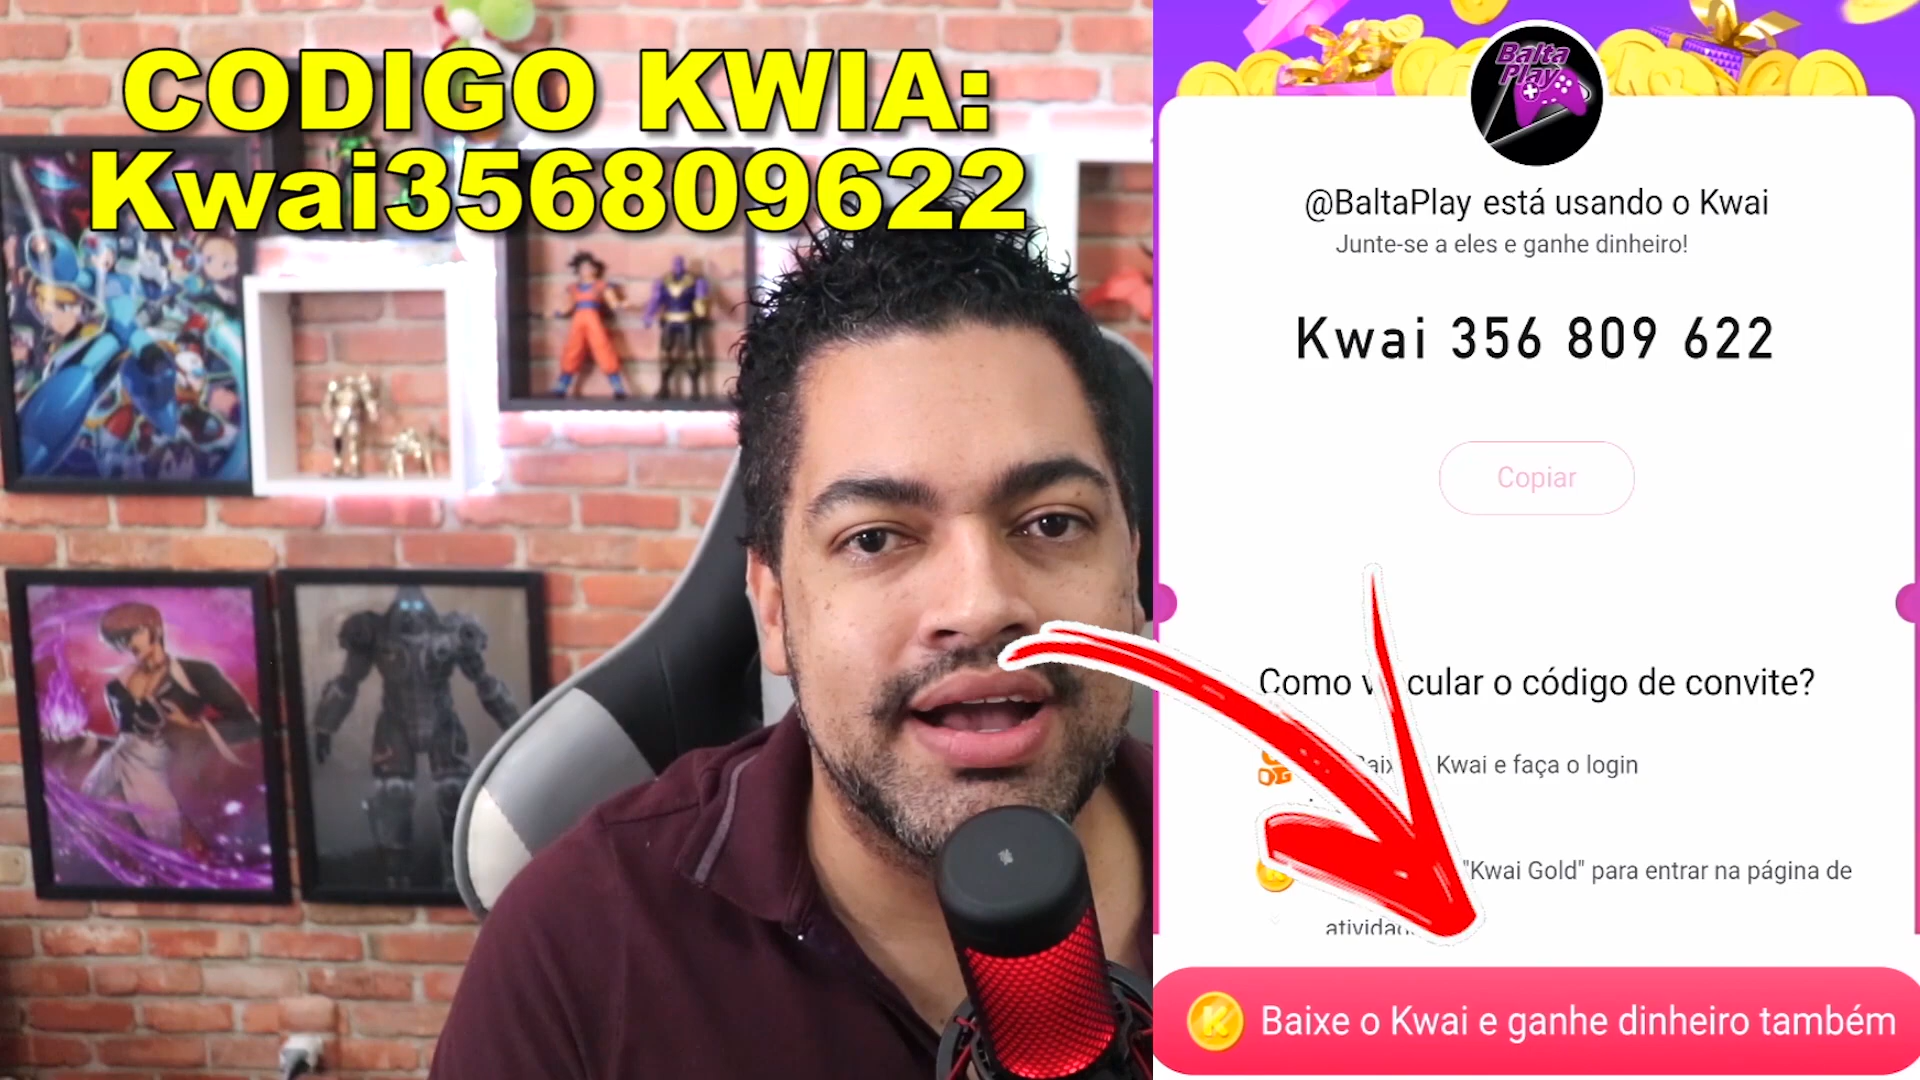 CODIGO KWIA:
Kwai356809622
Balta
Play
@BaltaPlay está usando o Kwai
Junte-se a eles e ganhe dinheiro!
Kwai 356 809 622
Copiar
Como v cular o código de convite?
Baix Kwai e faça o login
"Kwai Gold" para entrar na página de
atividad
Baixe o Kwai e ganhe dinheiro também